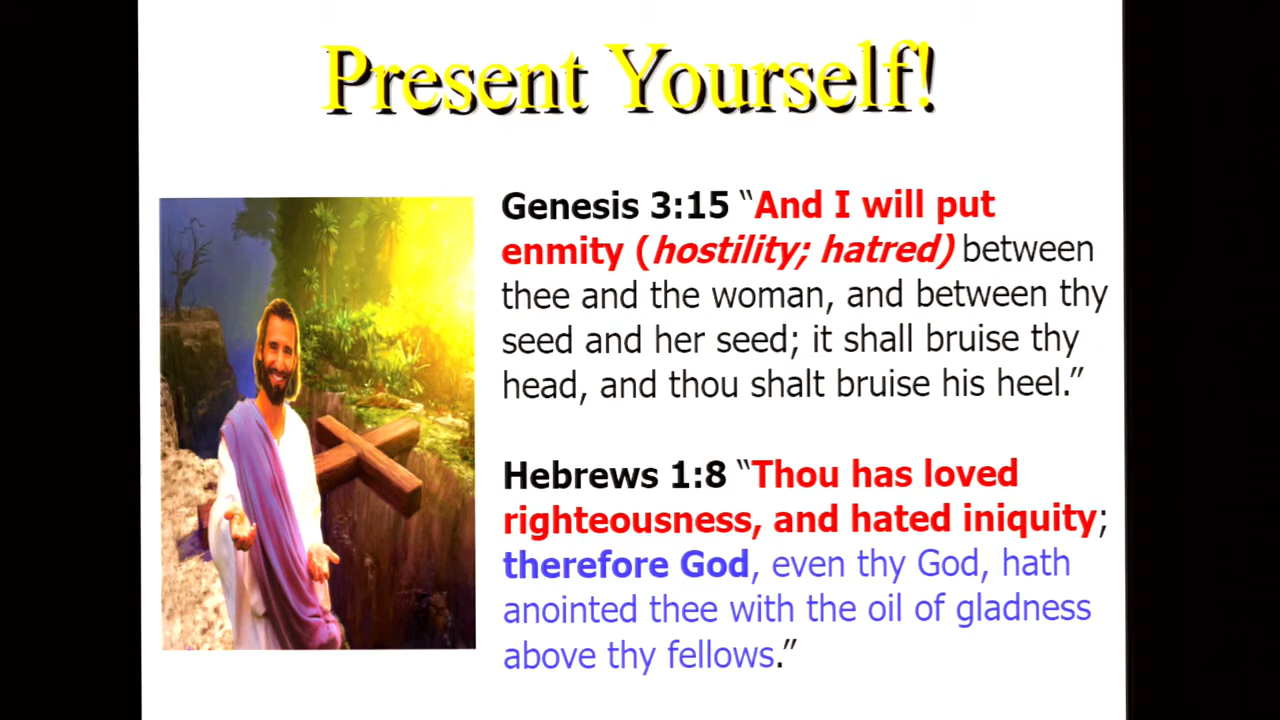 Present Yourself!
Genesis 3:15 “And I will put
enmity (hostility; hatred) between
thee and the woman, and between thy
seed and her seed; it shall bruise thy
head, and thou shalt bruise his heel.”
Hebrews 1:8 “Thou has loved
righteousness, and hated iniquity;
therefore God, even thy God, hath
anointed thee with the oil of gladness
above thy fellows.”